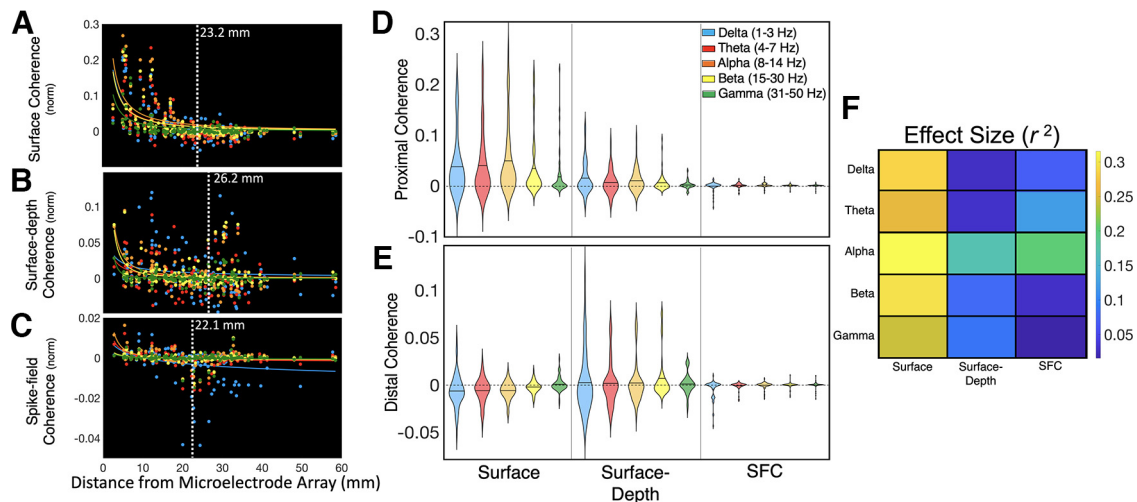 A
Surface Coherence
(norm)
0.3
0.2
0.1
0
23.2 mm
B
Surface-depth
Coherence (norm)
0.1
0.05
0
26.2 mm
C
Spike-field
Coherence (norm)
0.02
0
-0.02
-0.04
22.1 mm
0 10 20 30 40 50 60
Distance from Microelectrode Array (mm)
D
Proximal Coherence
0.3
0.2
0.1
0
-0.1
Delta (1-3 Hz)
Theta (4-7 Hz)
Alpha (8-14 Hz)
Beta (15-30 Hz)
Gamma (31-50 Hz)
E
Distal Coherence
0.1
0.05
0
-0.05
Surface
Surface-
Depth
SFC
F
Effect Size (r 2)
Delta
Theta
Alpha
Beta
Gamma
Surface
Surface-
Depth
SFC
0.3
0.25
0.2
0.15
0.1
0.05